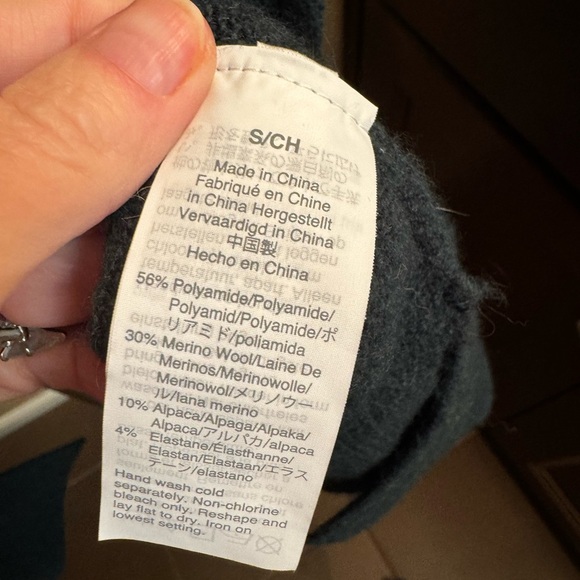 S/CH
Made in China
Fabriqué en Chine
in China Hergestellt
Vervaardigd in China
中国製
Hecho en China
56% Polyamide/Polyamide/
Polyamid/Polyamide/ポ
リアミド/poliamida
30% Merino Wool/Laine De
Merinos/Merinowolle/
Merinowol/メリノウー
ル/lana merino
10% Alpaca/Alpaga/Alpaka/
Alpaca/アルパカ/alpaca
4% Elastane/Elasthanne/
Elastan/Elastaan/エラス
テーン/elastano
Hand wash cold
separately. Non-chlorine
bleach only. Reshape and
lay flat to dry. Iron on
lowest setting.